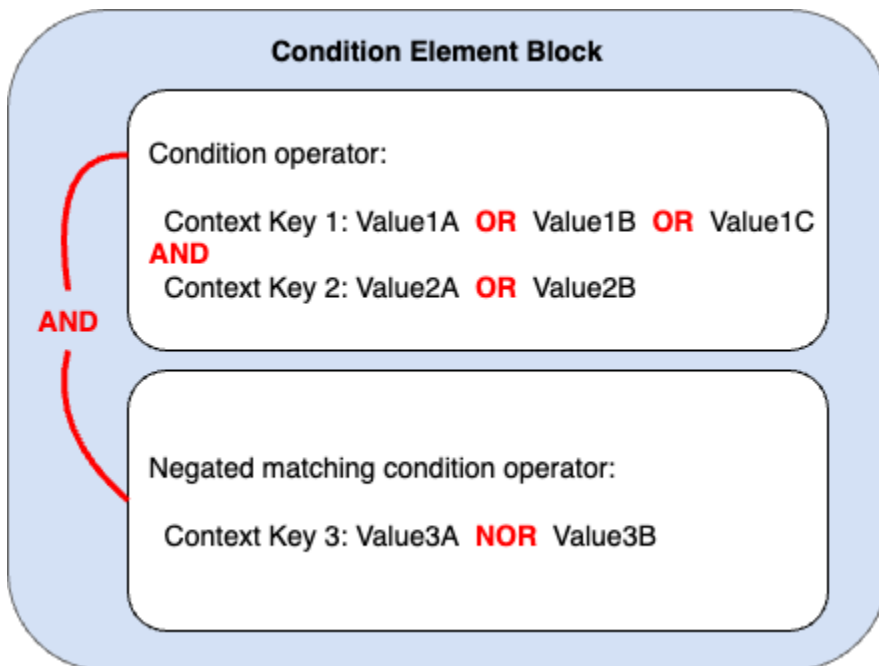 Condition Element Block
Condition operator:
Context Key 1: Value1A OR Value1B OR Value1C
AND
Context Key 2: Value2A OR Value2B
AND
Negated matching condition operator:
Context Key 3: Value3A NOR Value3B